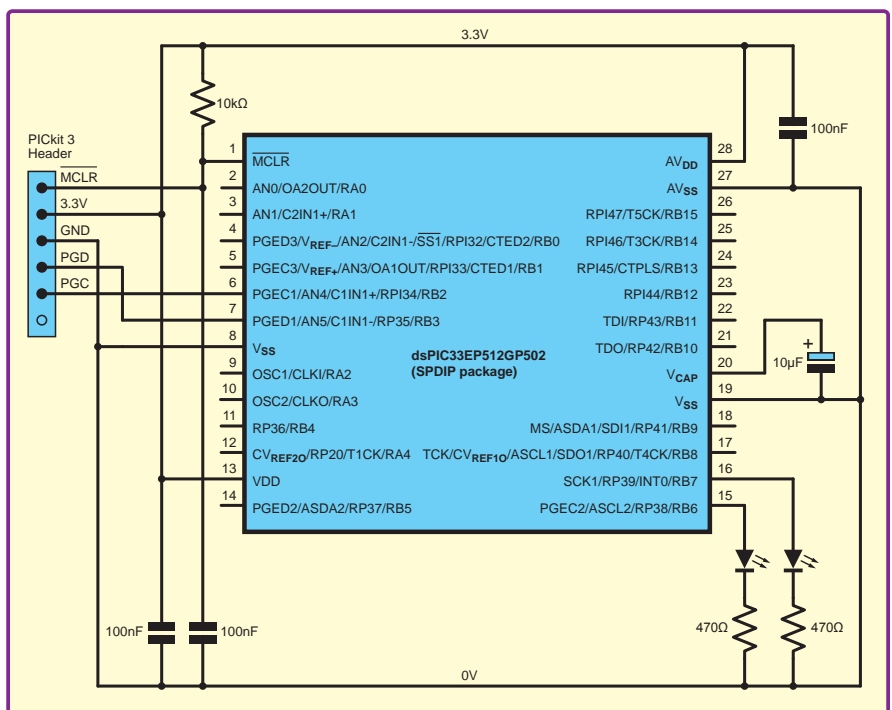 3.3V
10kΩ
100nF
PICkit 3
Header
MCLR
3.3V
GND
PGD
PGC
1 MCLR
2 AN0/OA2OUT/RA0
3 AN1/C2IN1+/RA1
4 PGED3/VREF–/AN2/C2IN1-/SS1/RPI32/CTED2/RB0
5 PGEC3/VREF+/AN3/OA1OUT/RPI33/CTED1/RB1
6 PGEC1/AN4/C1IN1+/RPI34/RB2
7 PGED1/AN5/C1IN1-/RP35/RB3
8 VSS
9 OSC1/CLKI/RA2
10 OSC2/CLKO/RA3
11 RP36/RB4
12 CVREF2O/RP20/T1CK/RA4
13 VDD
14 PGED2/ASDA2/RP37/RB5
dsPIC33EP512GP502
(SPDIP package)
28 AVDD
27 AVSS
26 RPI47/T5CK/RB15
25 RPI46/T3CK/RB14
24 RPI45/CTPLS/RB13
23 RPI44/RB12
22 TDI/RP43/RB11
21 TDO/RP42/RB10
20 VCAP
19 VSS
18 MS/ASDA1/SDI1/RP41/RB9
17 TCK/CVREF1O/ASCL1/SDO1/RP40/T4CK/RB8
16 SCK1/RP39/INT0/RB7
15 PGEC2/ASCL2/RP38/RB6
+
10µF
100nF
100nF
470Ω
470Ω
0V